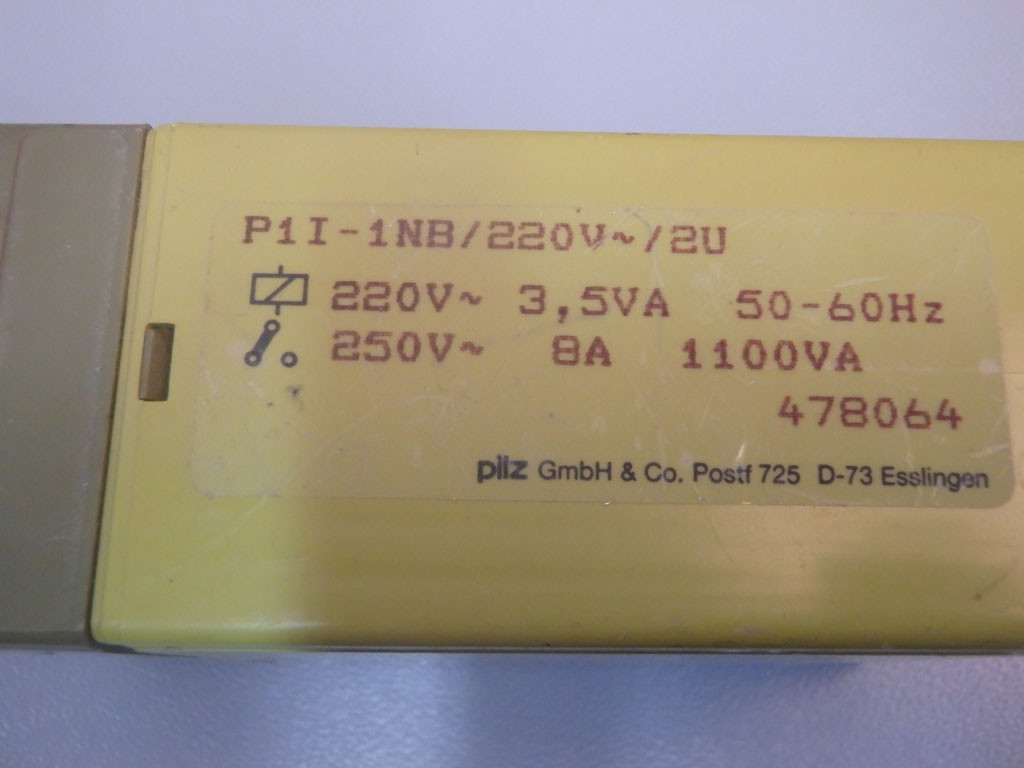 P1I-1NB/220V~/2U
220V~ 3,5VA 50-60Hz
250V~ 8A 1100VA
478064
pilz GmbH & Co. Postf 725 D-73 Esslingen